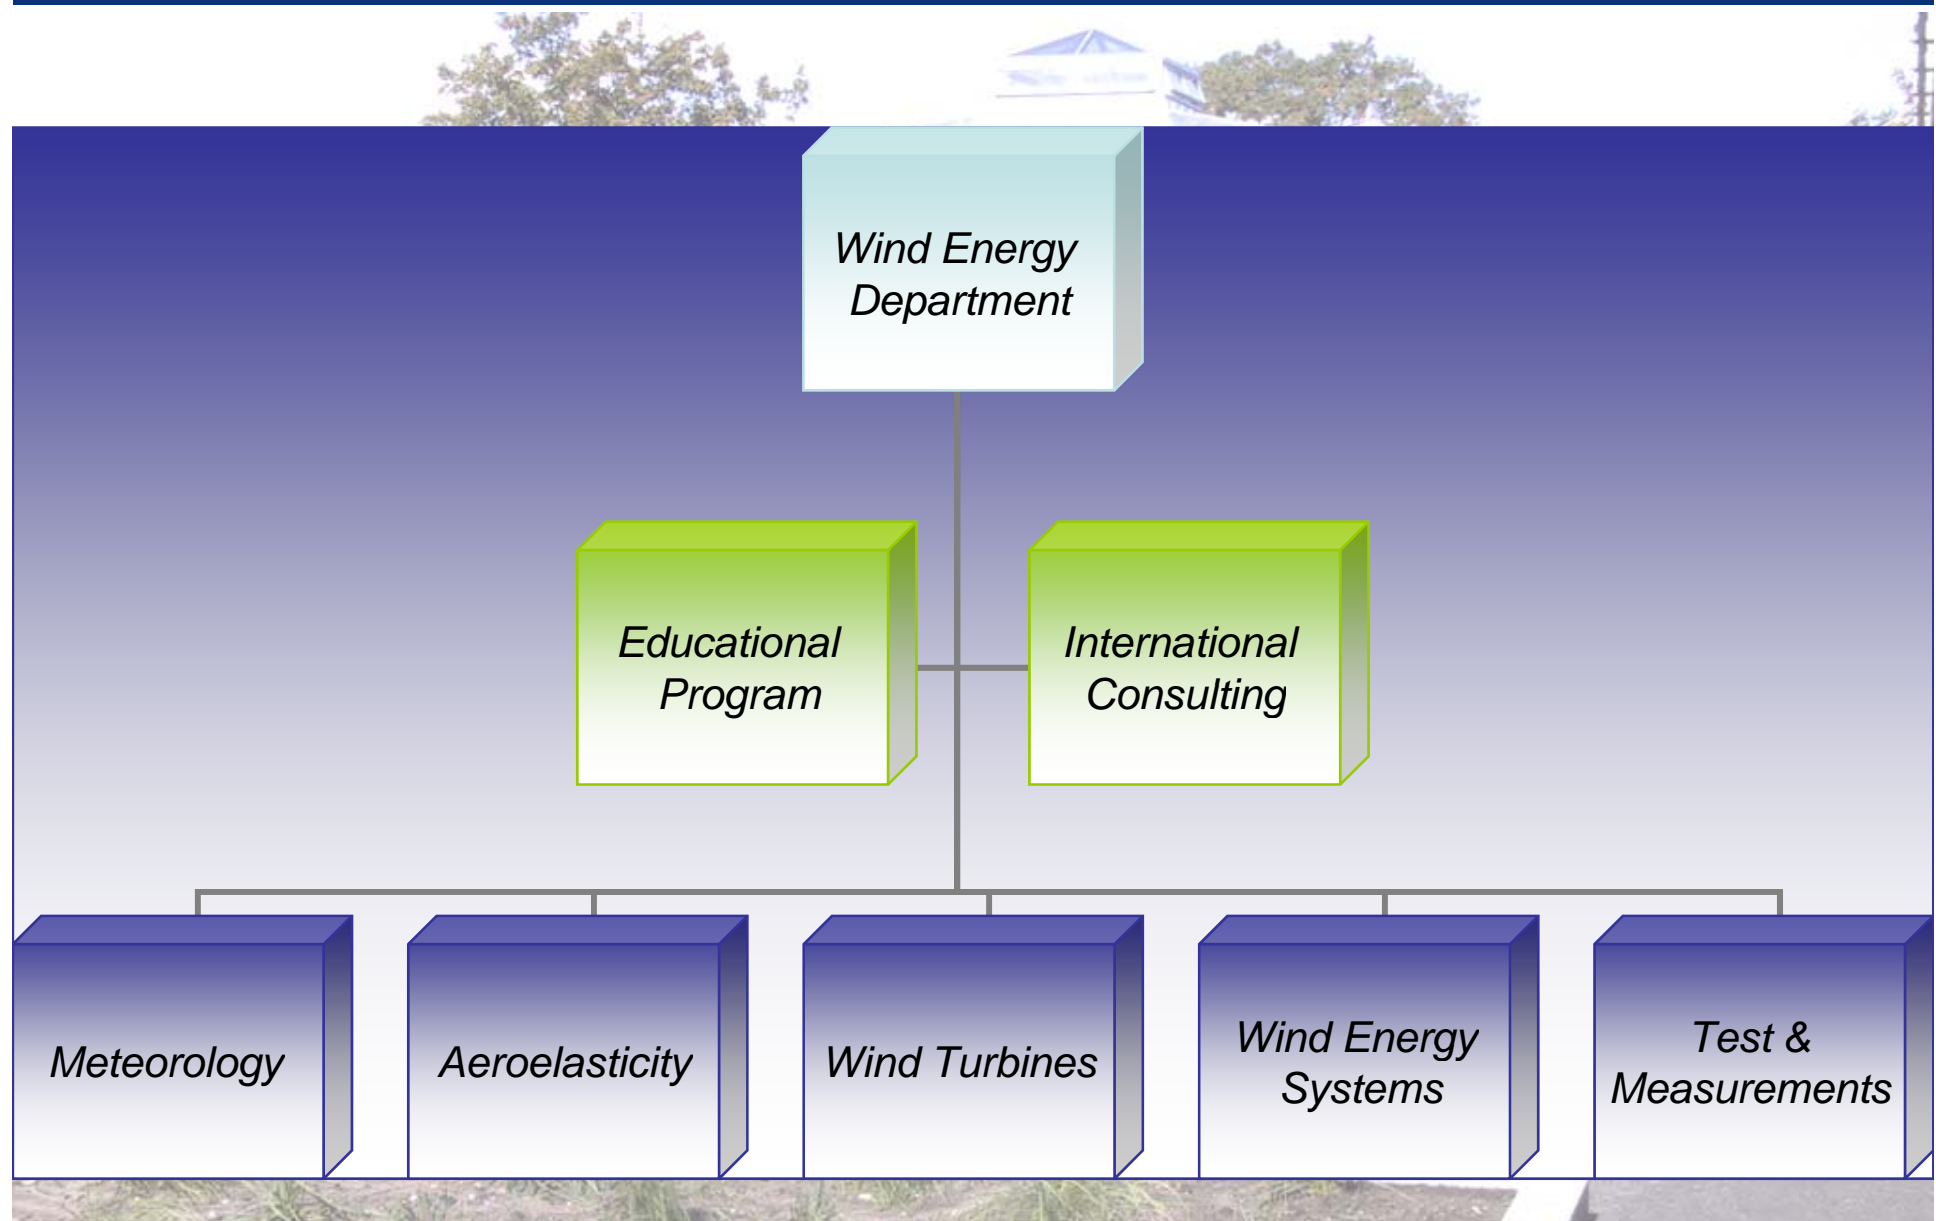 Wind Energy
Department
Educational
Program
International
Consulting
Meteorology
Aeroelasticity
Wind Turbines
Wind Energy
Systems
Test &
Measurements